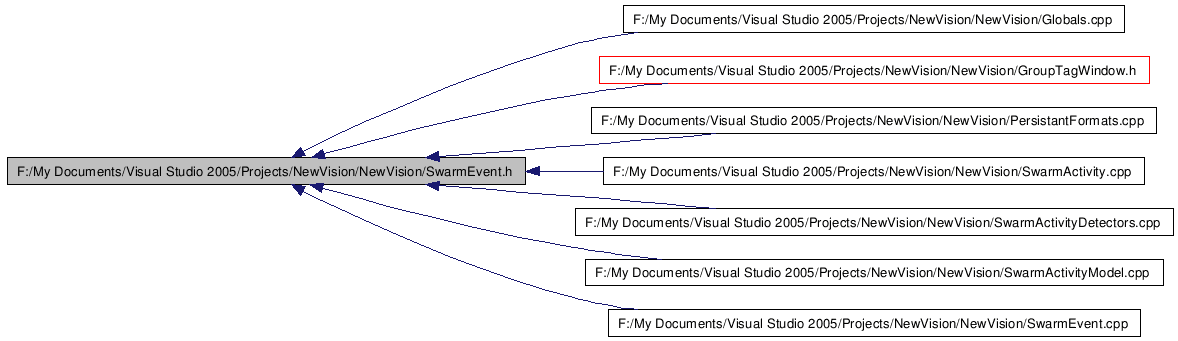 F:/My Documents/Visual Studio 2005/Projects/NewVision/NewVision/Globals.cpp
F:/My Documents/Visual Studio 2005/Projects/NewVision/NewVision/GroupTagWindow.h
F:/My Documents/Visual Studio 2005/Projects/NewVision/NewVision/PersistantFormats.cpp
F:/My Documents/Visual Studio 2005/Projects/NewVision/NewVision/SwarmEvent.h
F:/My Documents/Visual Studio 2005/Projects/NewVision/NewVision/SwarmActivity.cpp
F:/My Documents/Visual Studio 2005/Projects/NewVision/NewVision/SwarmActivityDetectors.cpp
F:/My Documents/Visual Studio 2005/Projects/NewVision/NewVision/SwarmActivityModel.cpp
F:/My Documents/Visual Studio 2005/Projects/NewVision/NewVision/SwarmEvent.cpp